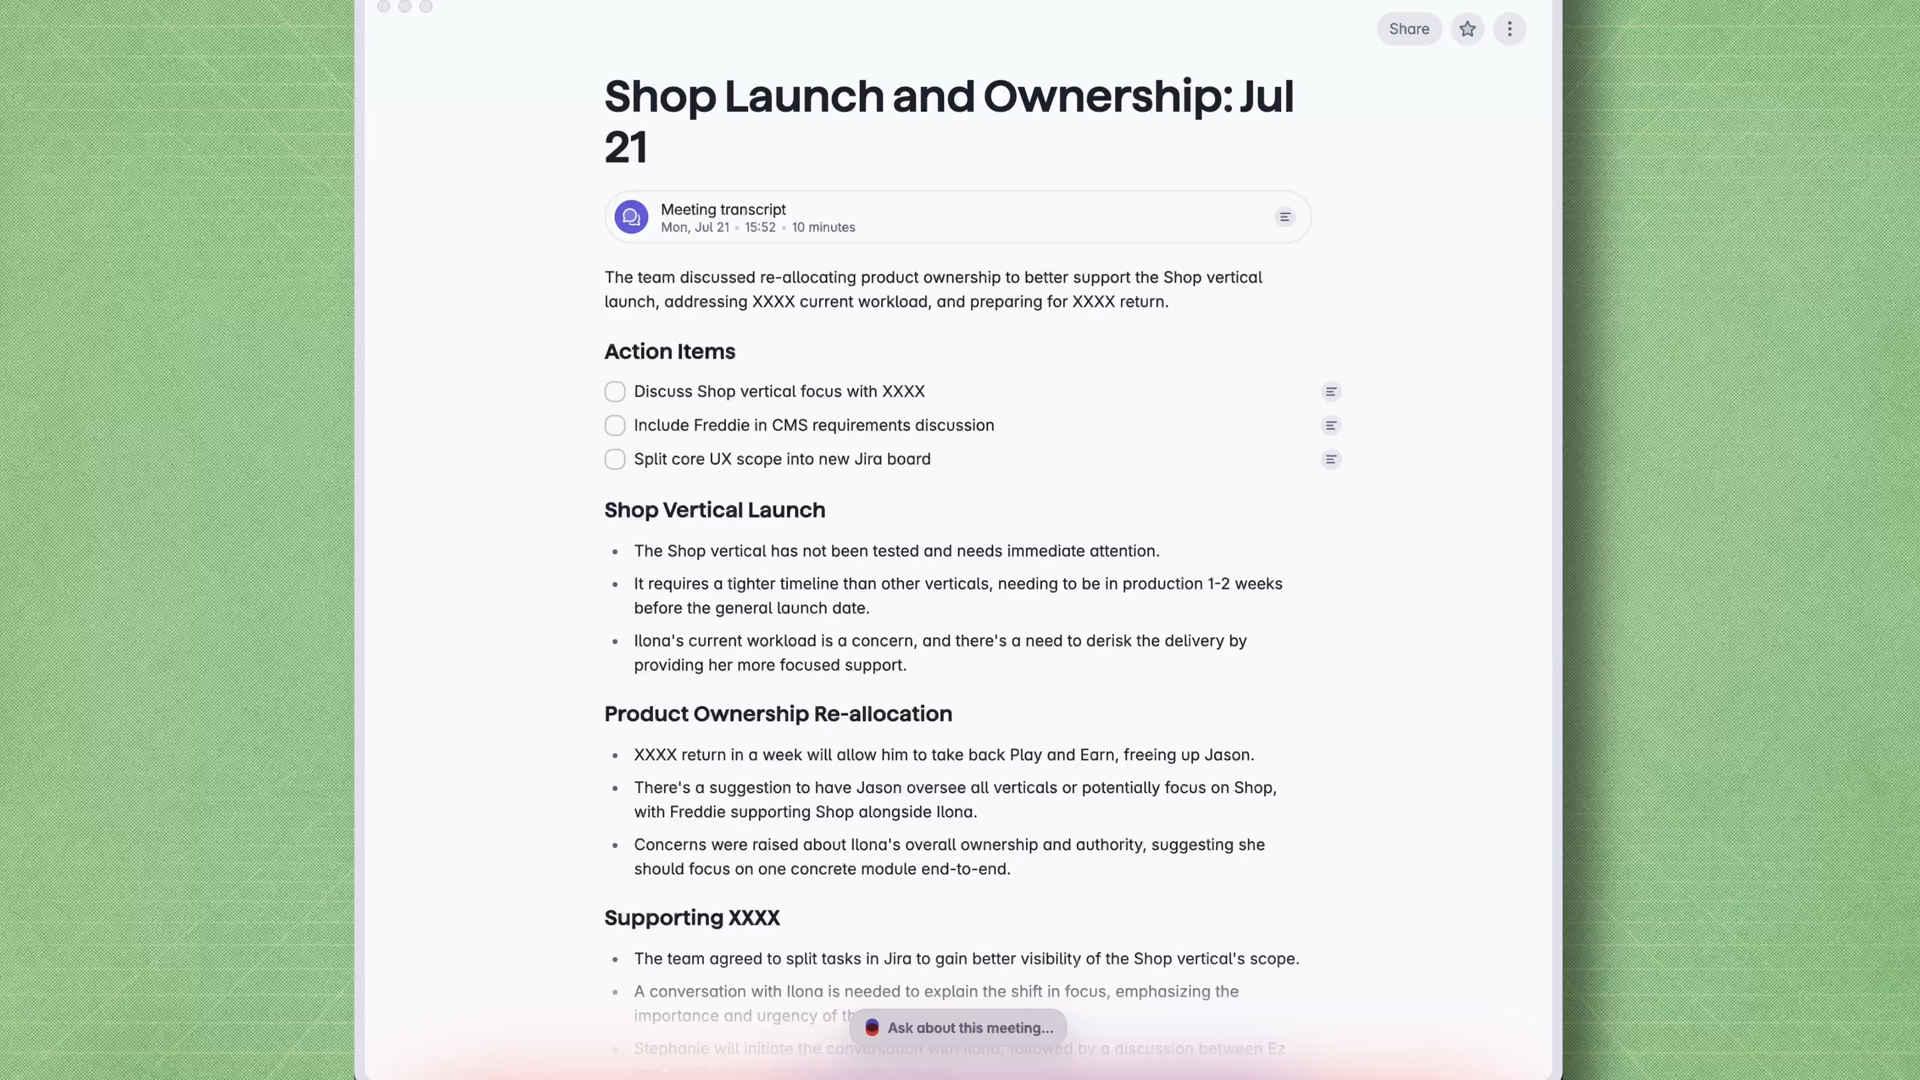 Share
Shop Launch and Ownership: Jul
21
Meeting transcript
Mon, Jul 21 • 15:52 • 10 minutes
The team discussed re-allocating product ownership to better support the Shop vertical
launch, addressing XXXX current workload, and preparing for XXXX return.
Action Items
Discuss Shop vertical focus with XXXX
Include Freddie in CMS requirements discussion
Split core UX scope into new Jira board
Shop Vertical Launch
• The Shop vertical has not been tested and needs immediate attention.
• It requires a tighter timeline than other verticals, needing to be in production 1-2 weeks
before the general launch date.
• Ilona's current workload is a concern, and there's a need to derisk the delivery by
providing her more focused support.
Product Ownership Re-allocation
• XXXX return in a week will allow him to take back Play and Earn, freeing up Jason.
• There's a suggestion to have Jason oversee all verticals or potentially focus on Shop,
with Freddie supporting Shop alongside Ilona.
• Concerns were raised about Ilona's overall ownership and authority, suggesting she
should focus on one concrete module end-to-end.
Supporting XXXX
• The team agreed to split tasks in Jira to gain better visibility of the Shop vertical's scope.
• A conversation with Ilona is needed to explain the shift in focus, emphasizing the
importance and urgency of
Ask about this meeting...
• Stephanie will initiate the conversation with Ilona, followed by a discussion between Ez